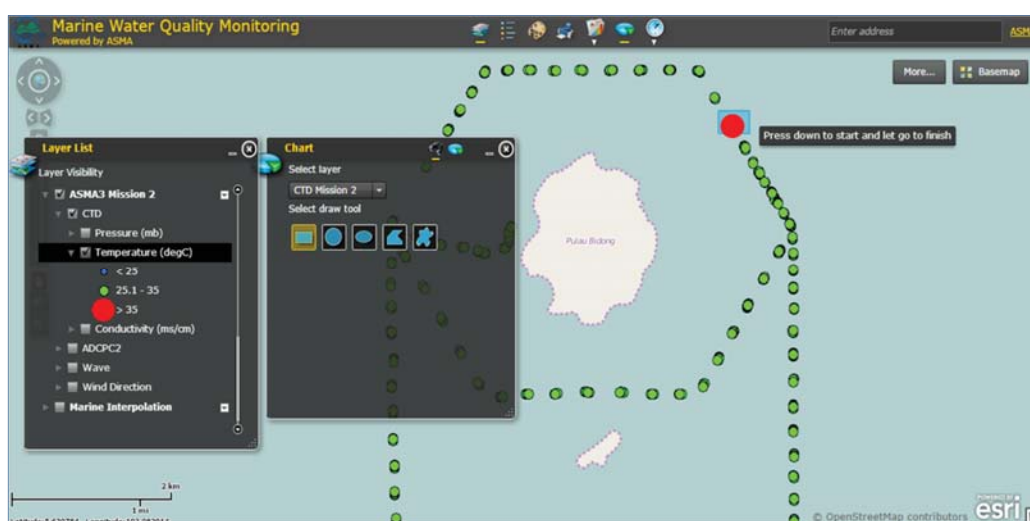 Marine Water Quality Monitoring
Powered by ASMA
Enter address
ASM
More...
Basemap
Press down to start and let go to finish
Layer List
Layer Visibility
ASMA3 Mission 2
CTD
Pressure (mb)
Temperature (degC)
< 25
25.1 - 35
> 35
Conductivity (ms/cm)
ADCPC2
Wave
Wind Direction
Marine Interpolation
Chart
Select layer
CTD Mission 2
Select draw tool
Pulau Bidong
2 km
1 mi
© OpenStreetMap contributors
POWERED BY
esri